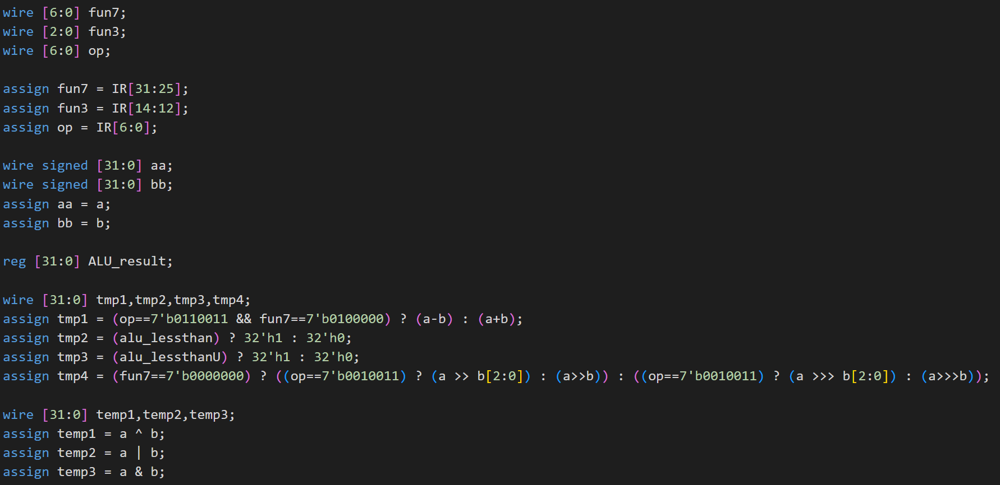 wire [6:0] fun7;
wire [2:0] fun3;
wire [6:0] op;
assign fun7 = IR[31:25];
assign fun3 = IR[14:12];
assign op = IR[6:0];
wire signed [31:0] aa;
wire signed [31:0] bb;
assign aa = a;
assign bb = b;
reg [31:0] ALU_result;
wire [31:0] tmp1,tmp2,tmp3,tmp4;
assign tmp1 = (op==7'b0110011 && fun7==7'b0100000) ? (a-b) : (a+b);
assign tmp2 = (alu_lessthan) ? 32'h1 : 32'h0;
assign tmp3 = (alu_lessthanU) ? 32'h1 : 32'h0;
assign tmp4 = (fun7==7'b0000000) ? ((op==7'b0010011) ? (a >> b[2:0]) : (a>>b)) : ((op==7'b0010011) ? (a >>> b[2:0]) : (a>>>b));
wire [31:0] temp1,temp2,temp3;
assign temp1 = a ^ b;
assign temp2 = a | b;
assign temp3 = a & b;